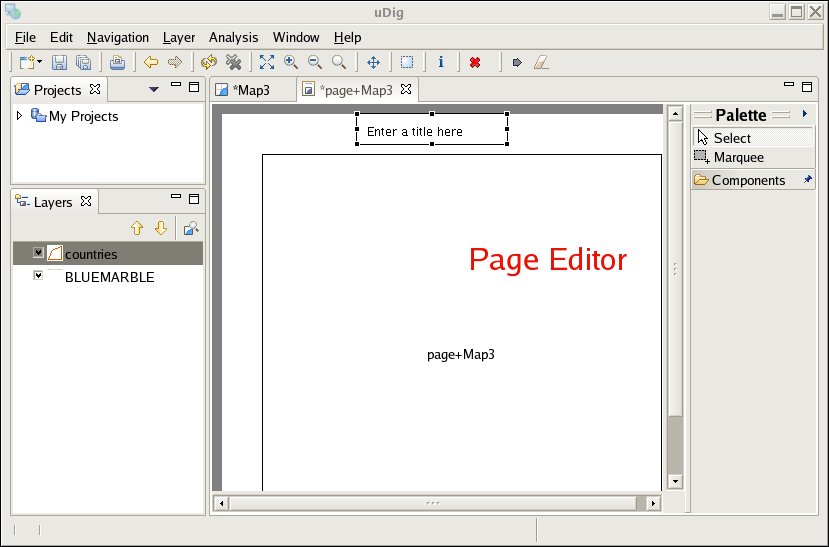 uDig
File Edit Navigation Layer Analysis Window Help
Projects
My Projects
Layers
countries
BLUEMARBLE
*Map3 *page+Map3
Enter a title here
Page Editor
page+Map3
Palette
Select
Marquee
Components